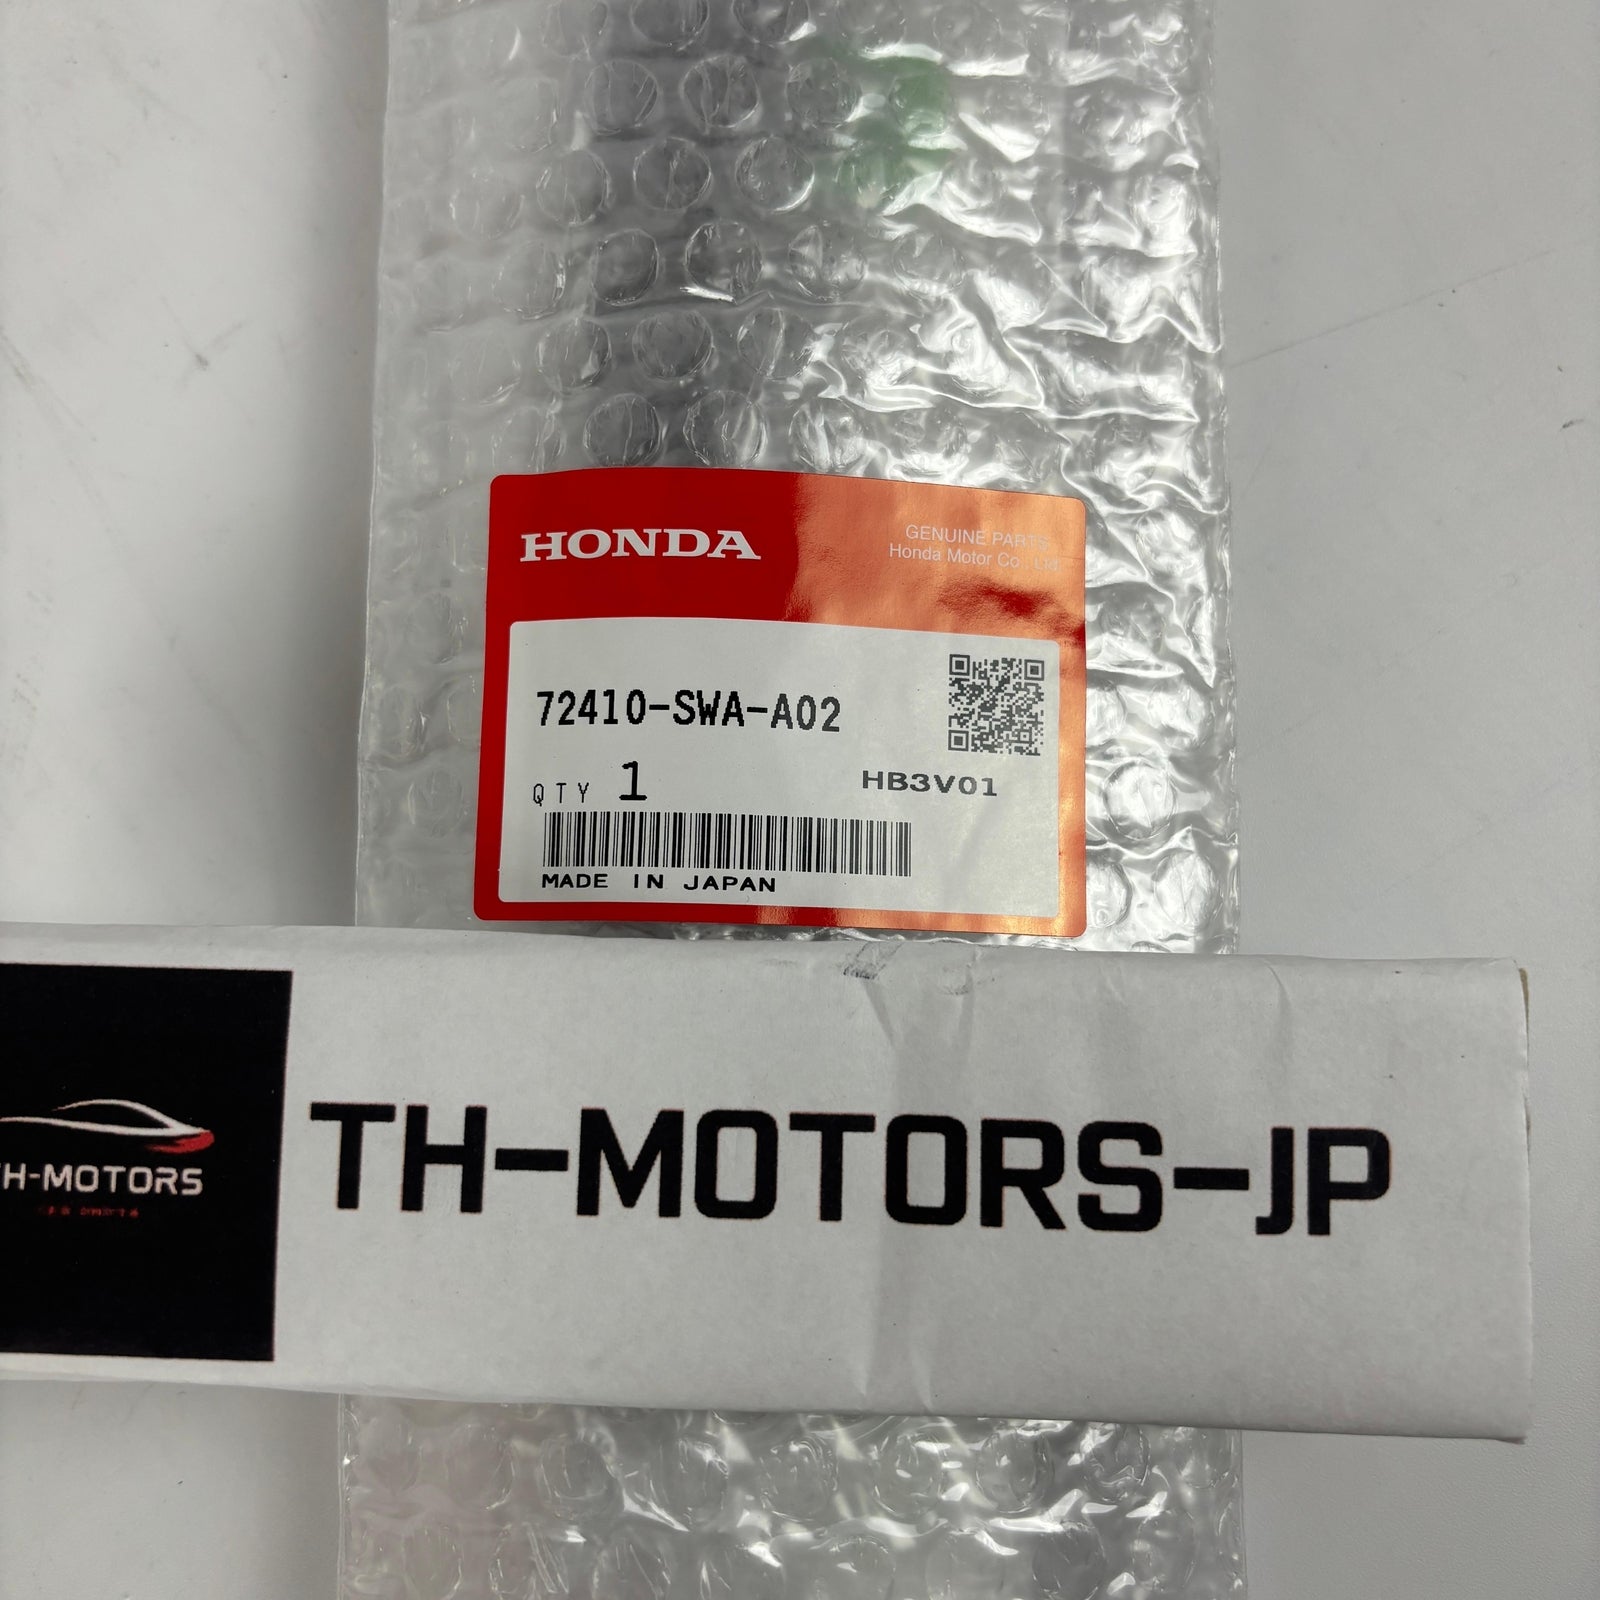 HONDA
GENUINE PARTS
Honda Motor Co., Ltd
72410-SWA-A02
QTY 1
HB3V01
MADE IN JAPAN
TH-MOTORS-JP
H-MOTORS